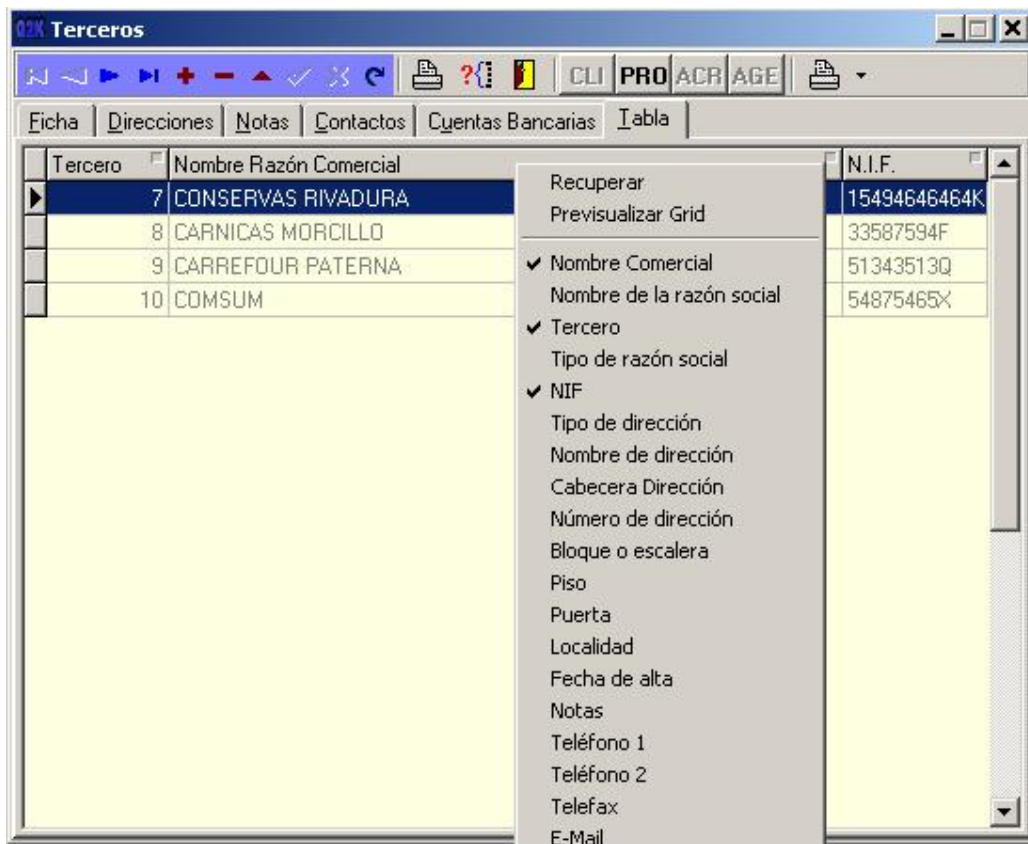 Q2K Terceros
?{ CLI PRO ACR AGE
Ficha Direcciones Notas Contactos Cuentas Bancarias Tabla
Tercero Nombre Razón Comercial N.I.F.
7 CONSERVAS RIVADURA 15494646464K
8 CARNICAS MORCILLO 33587594F
9 CARREFOUR PATERNA 51343513Q
10 COMSUM 54875465X
Recuperar
Previsualizar Grid
Nombre Comercial
Nombre de la razón social
Tercero
Tipo de razón social
NIF
Tipo de dirección
Nombre de dirección
Cabecera Dirección
Número de dirección
Bloque o escalera
Piso
Puerta
Localidad
Fecha de alta
Notas
Teléfono 1
Teléfono 2
Telefax
E-Mail